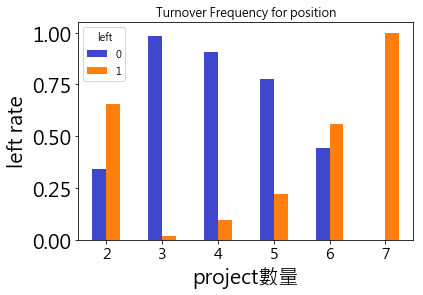 Turnover Frequency for position
left
0
1
1.00
0.75
0.50
0.25
0.00
left rate
2 3 4 5 6 7
project數量